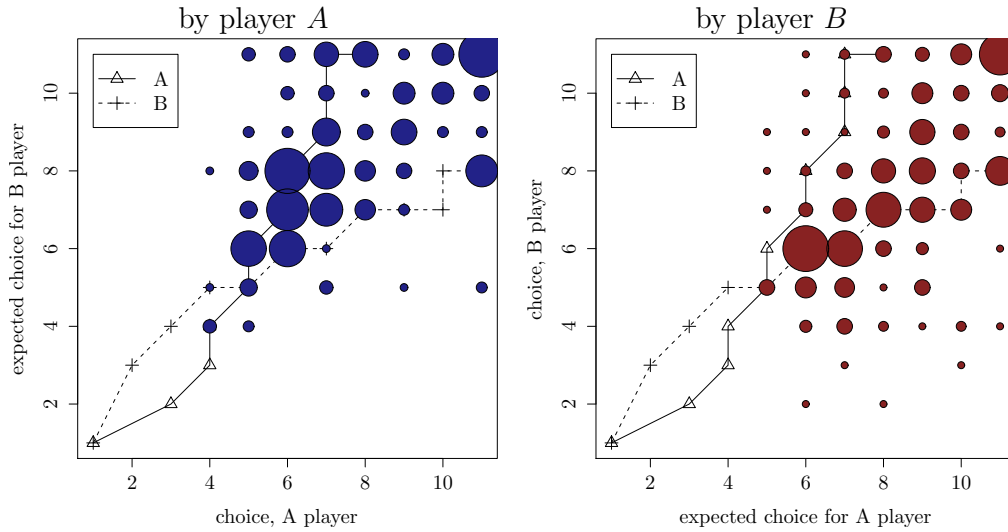 by player A
by player B
A
B
A
B
expected choice for B player
10
8
6
4
2
choice, B player
10
8
6
4
2
2
4
6
8
10
2
4
6
8
10
choice, A player
expected choice for A player